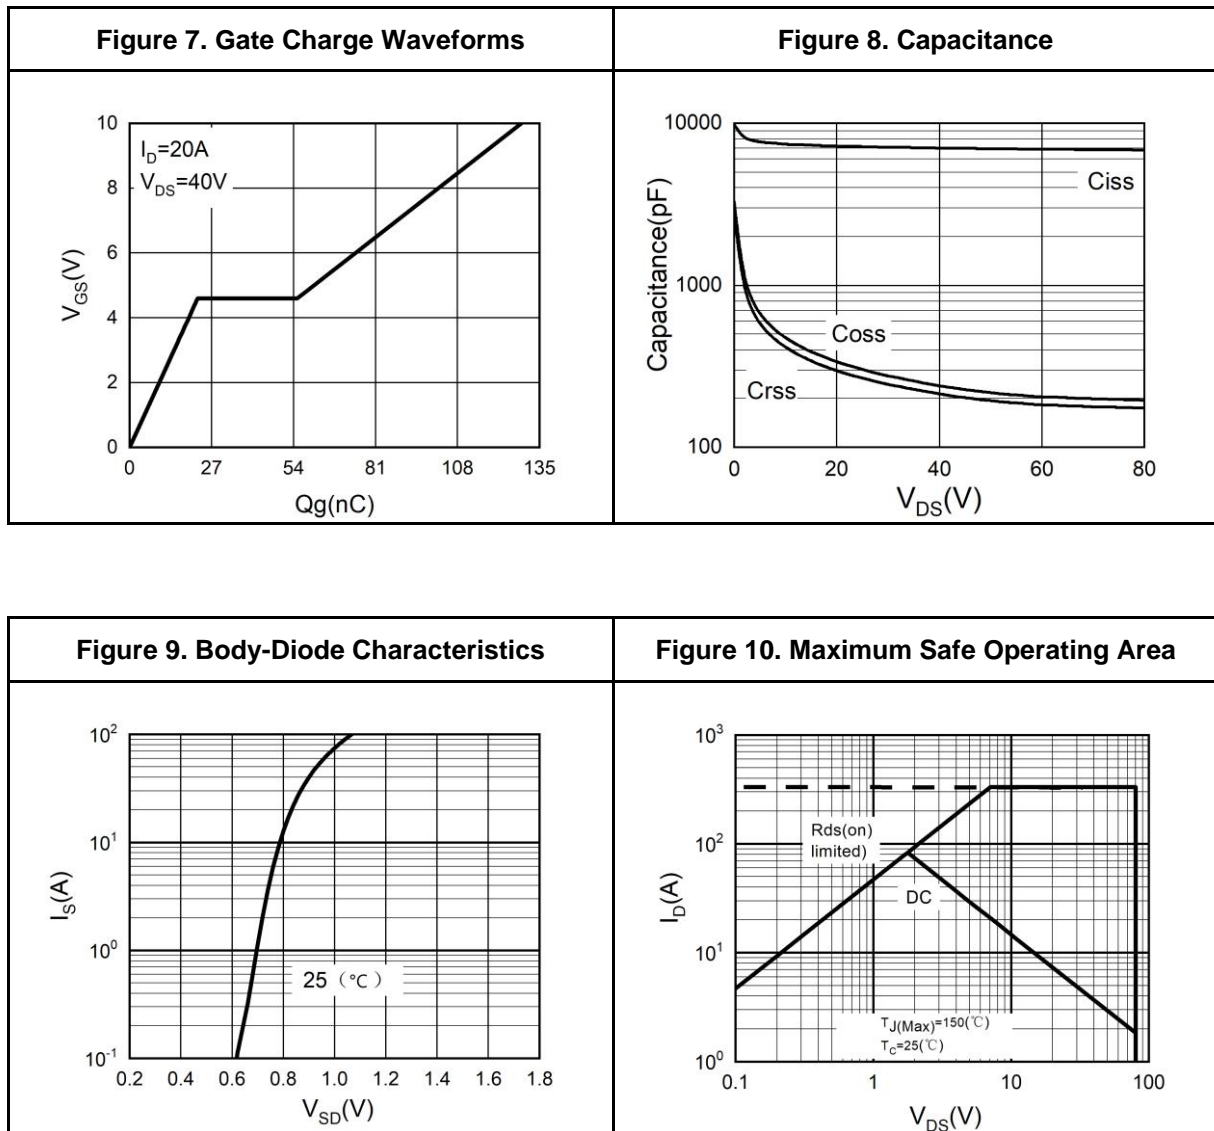 Figure 7. Gate Charge Waveforms
Figure 8. Capacitance
10
8
6
4
2
0
I_D=20A
V_DS=40V
V_GS(V)
0 27 54 81 108 135
Qg(nC)
10000
1000
100
Capacitance(pF)
Ciss
Coss
Crss
0 20 40 60 80
V_DS(V)
Figure 9. Body-Diode Characteristics
Figure 10. Maximum Safe Operating Area
10^2
10^1
10^0
10^-1
I_S(A)
25（℃）
0.2 0.4 0.6 0.8 1.0 1.2 1.4 1.6 1.8
V_SD(V)
10^3
10^2
10^1
10^0
I_D(A)
Rds(on)
limited)
DC
T_J(Max)=150(℃)
T_C=25(℃)
0.1 1 10 100
V_DS(V)